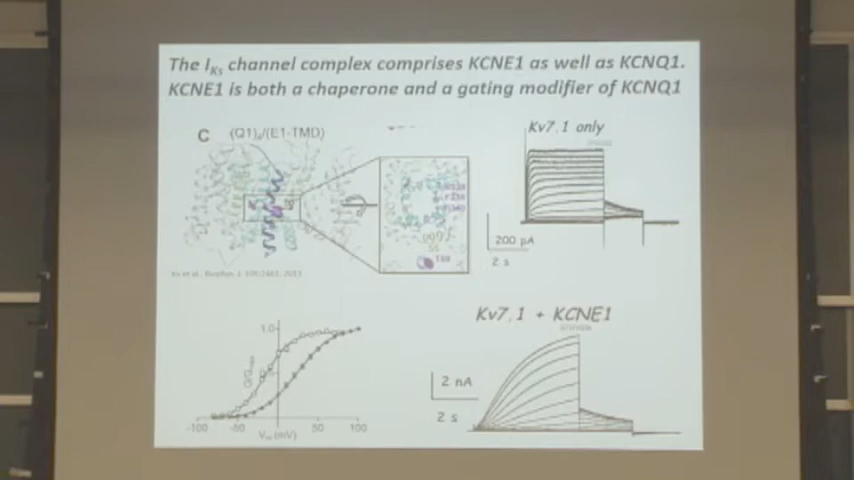 The IKs channel complex comprises KCNE1 as well as KCNQ1.
KCNE1 is both a chaperone and a gating modifier of KCNQ1
C (Q1)4/(E1-TMD)
Kv7.1 only
200 pA
2 s
Kv7.1 + KCNE1
2 nA
2 s
1.0
G/Gmax
-100 -50 50 100
Vm (mV)